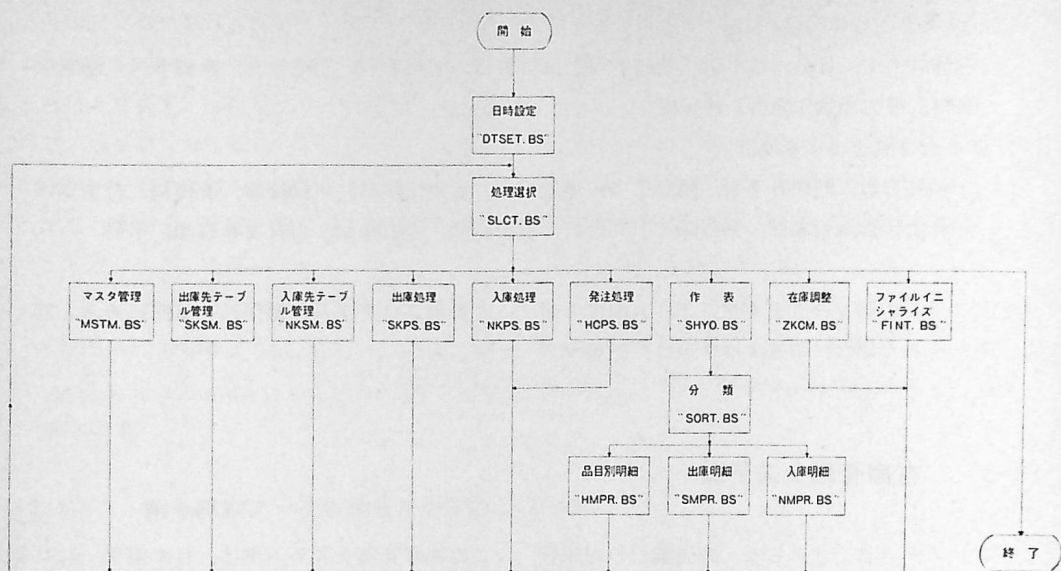 開 始
日時設定
"DTSET. BS"
処理選択
"SLCT. BS"
マスタ管理
"MSTM. BS"
出庫先テーブ
ル管理
"SKSM. BS"
入庫先テーブ
ル管理
"NKSM. BS"
出庫処理
"SKPS. BS"
入庫処理
"NKPS. BS"
発注処理
"HCPS. BS"
作 表
"SHYO. BS"
在庫調整
"ZKCM. BS"
ファイルイニ
シャライズ
"FINT. BS"
分 類
"SORT. BS"
品目別明細
"HMPR. BS"
出庫明細
"SMPR. BS"
入庫明細
"NMPR. BS"
終 了